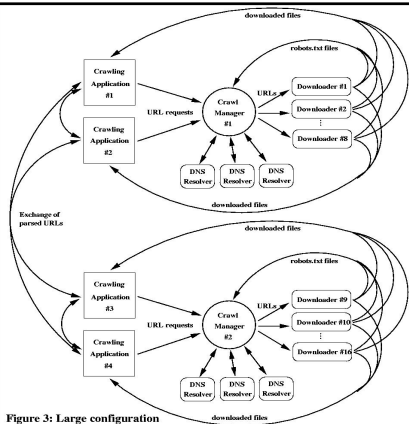 downloaded files
robots.txt files
Crawling
Application
#1
URL requests
Crawl
Manager
#1
URLs
Downloader #1
Downloader #2
⋮
Downloader #8
Crawling
Application
#2
DNS
Resolver
DNS
Resolver
DNS
Resolver
downloaded files
Exchange of
parsed URLs
downloaded files
robots.txt files
Crawling
Application
#3
URL requests
Crawl
Manager
#2
URLs
Downloader #9
Downloader #10
⋮
Downloader #16
Crawling
Application
#4
DNS
Resolver
DNS
Resolver
DNS
Resolver
downloaded files
Figure 3: Large configuration